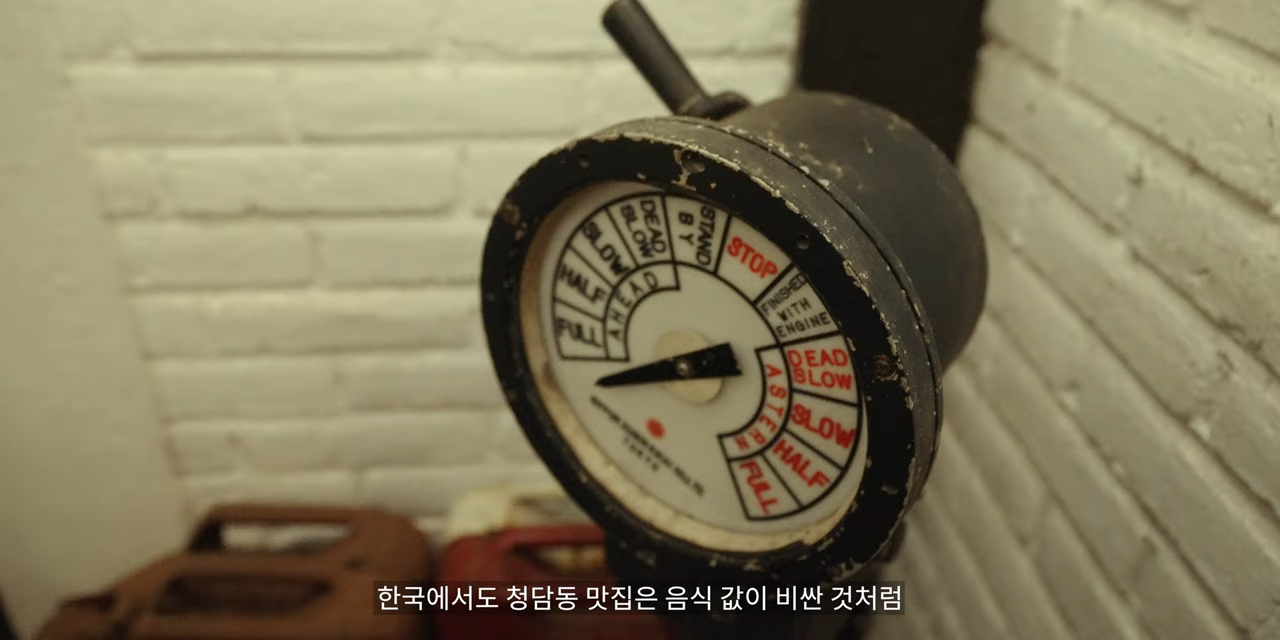 FULL
HALF
SLOW
DEAD
SLOW
STAND
BY
STOP
FINISHED
WITH
ENGINE
DEAD
SLOW
SLOW
HALF
FULL
AHEAD
ASTERN
한국에서도 청담동 맛집은 음식 값이 비싼 것처럼